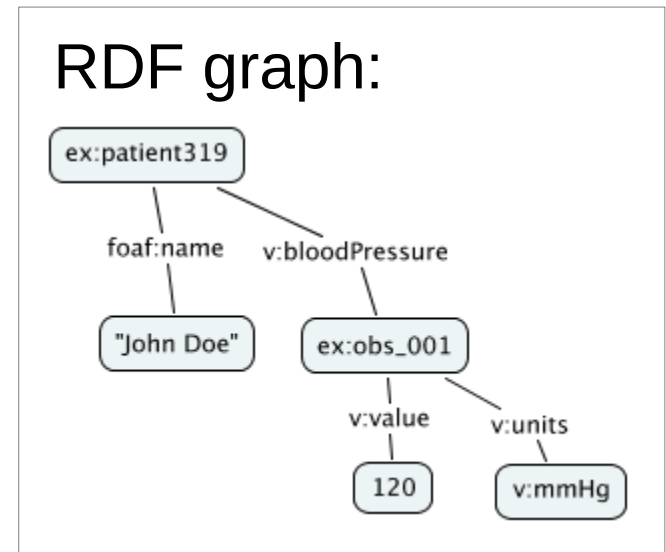 RDF graph:
ex:patient319
foaf:name v:bloodPressure
"John Doe" ex:obs_001
v:value v:units
120 v:mmHg